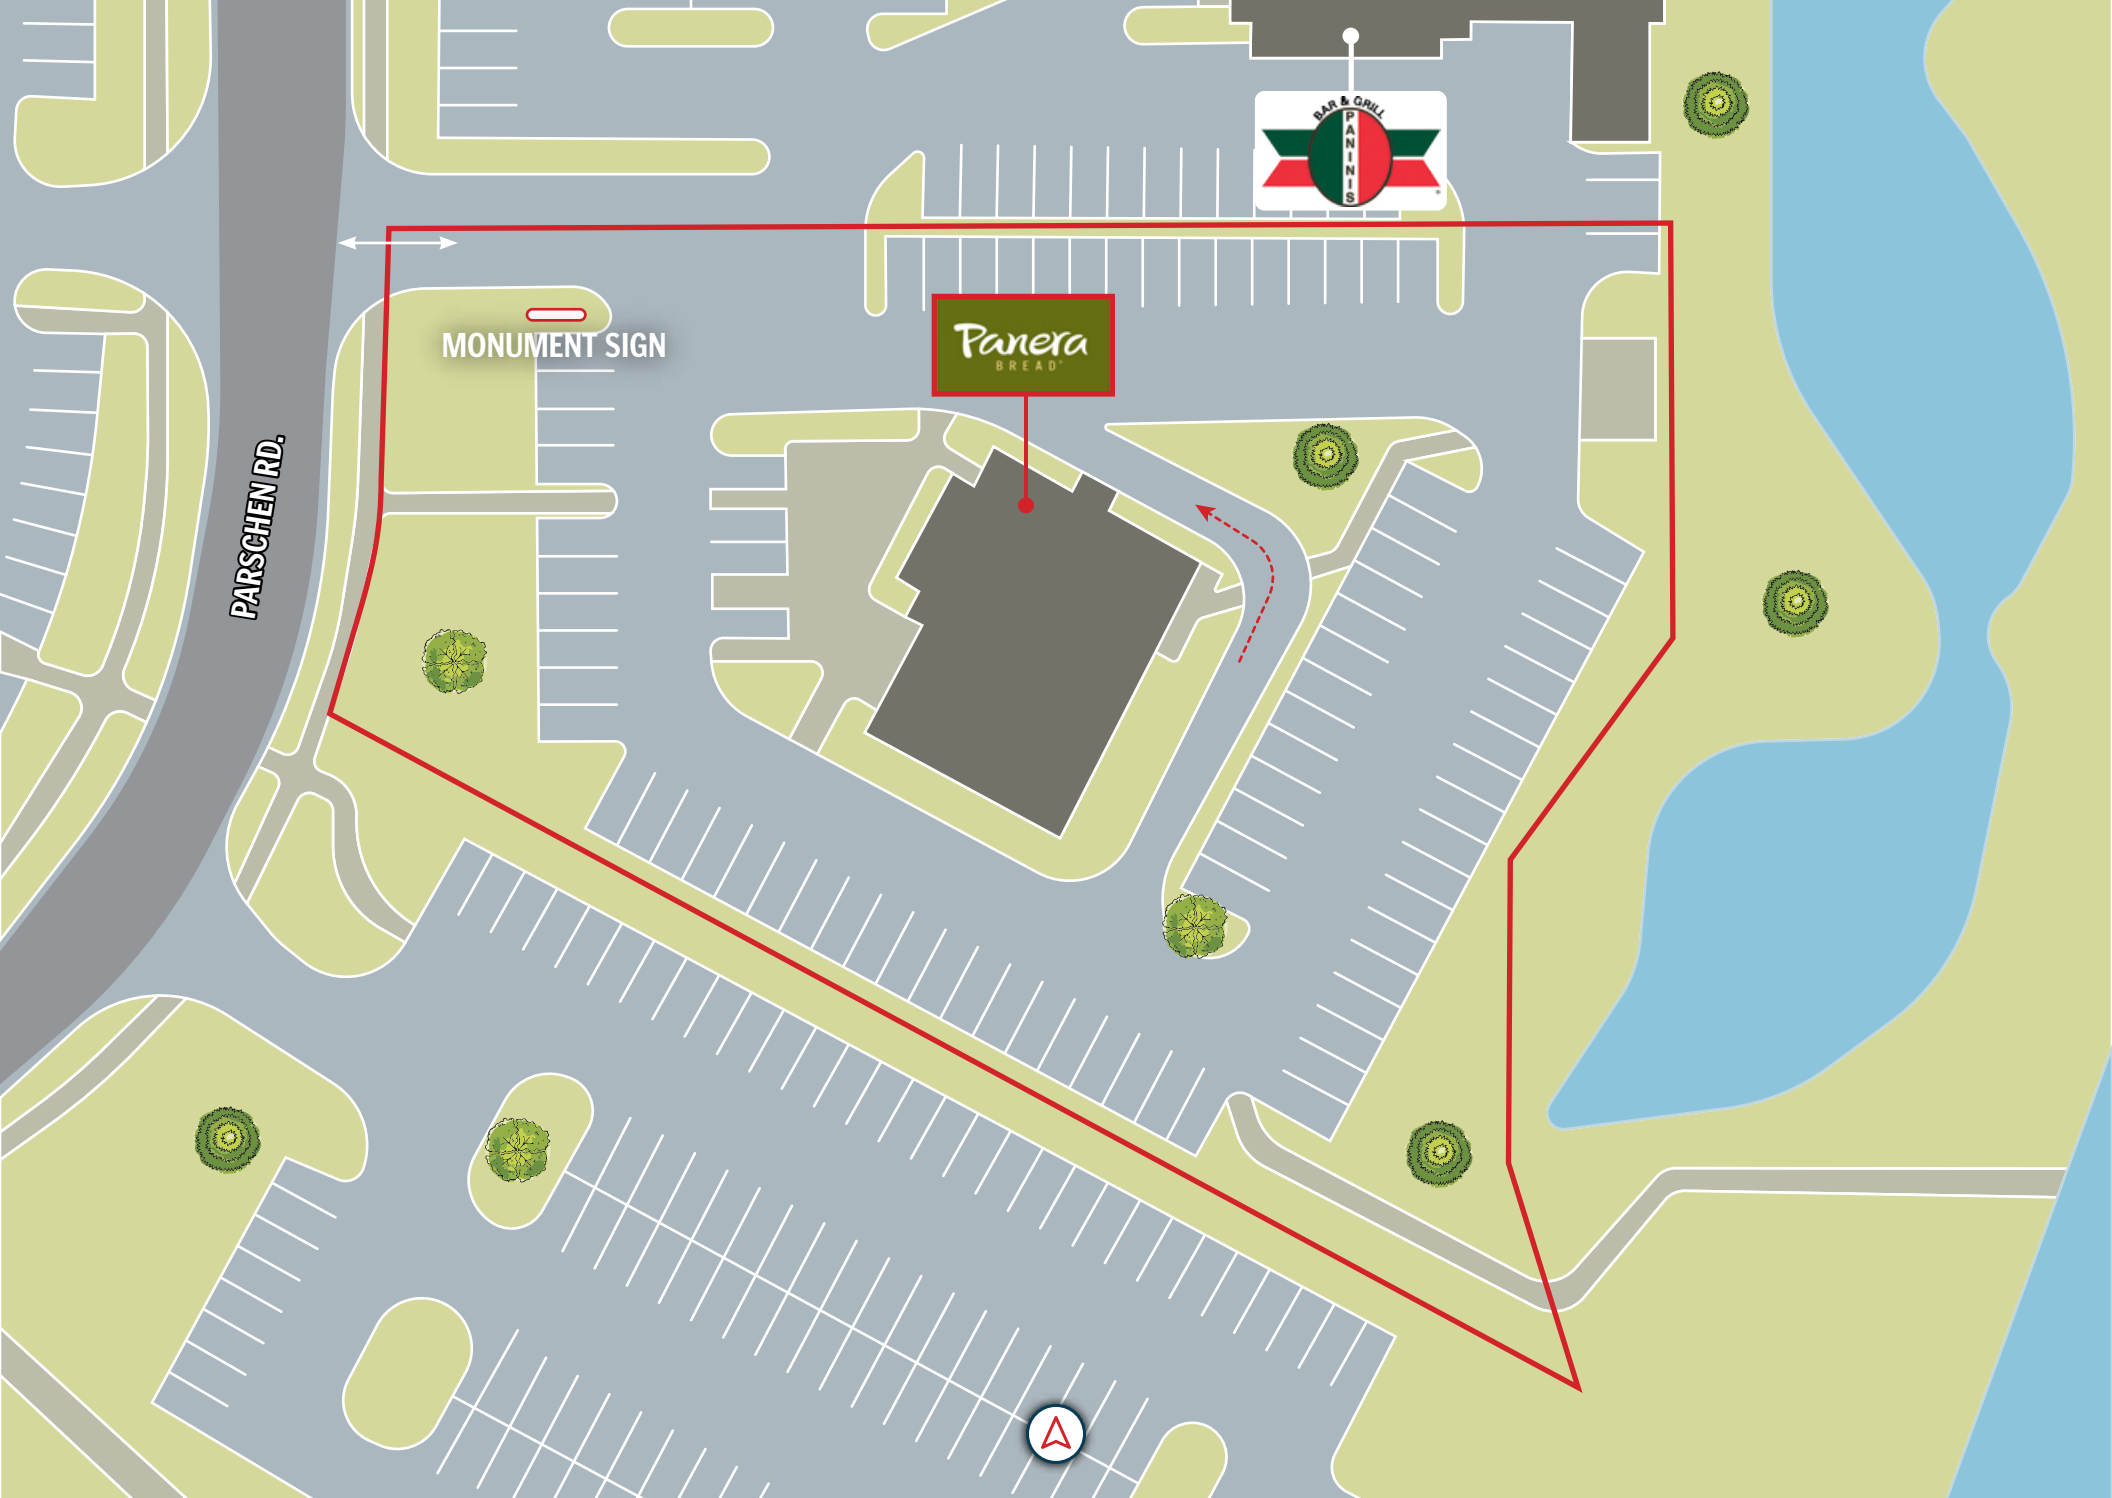 BAR & GRILL
PANINIS
MONUMENT SIGN
Panera
BREAD
PARSCHEN RD.